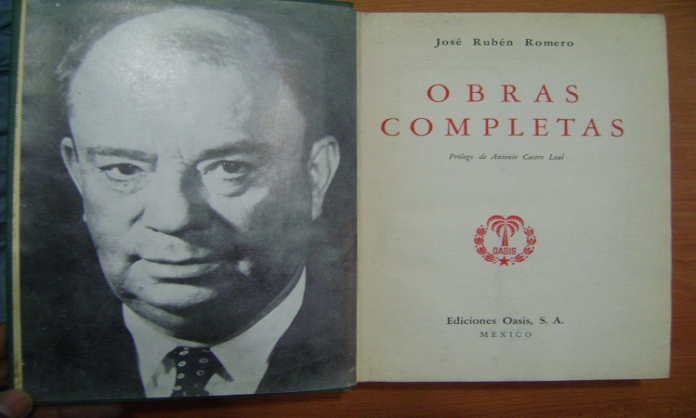 José Rubén Romero
OBRAS
COMPLETAS
Prólogo de Antonio Castro Leal
OASIS
Ediciones Oasis, S. A.
MEXICO